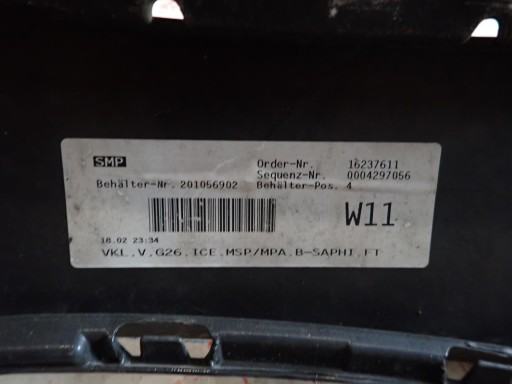 SMP
Order-Nr. 16237611
Sequenz-Nr. 0004297056
Behälter-Nr. 201056902 Behälter-Pos. 4
W11
18.02 23:34
VKL.V.G26.ICE.MSP/MPA.B-SAPHI.FT